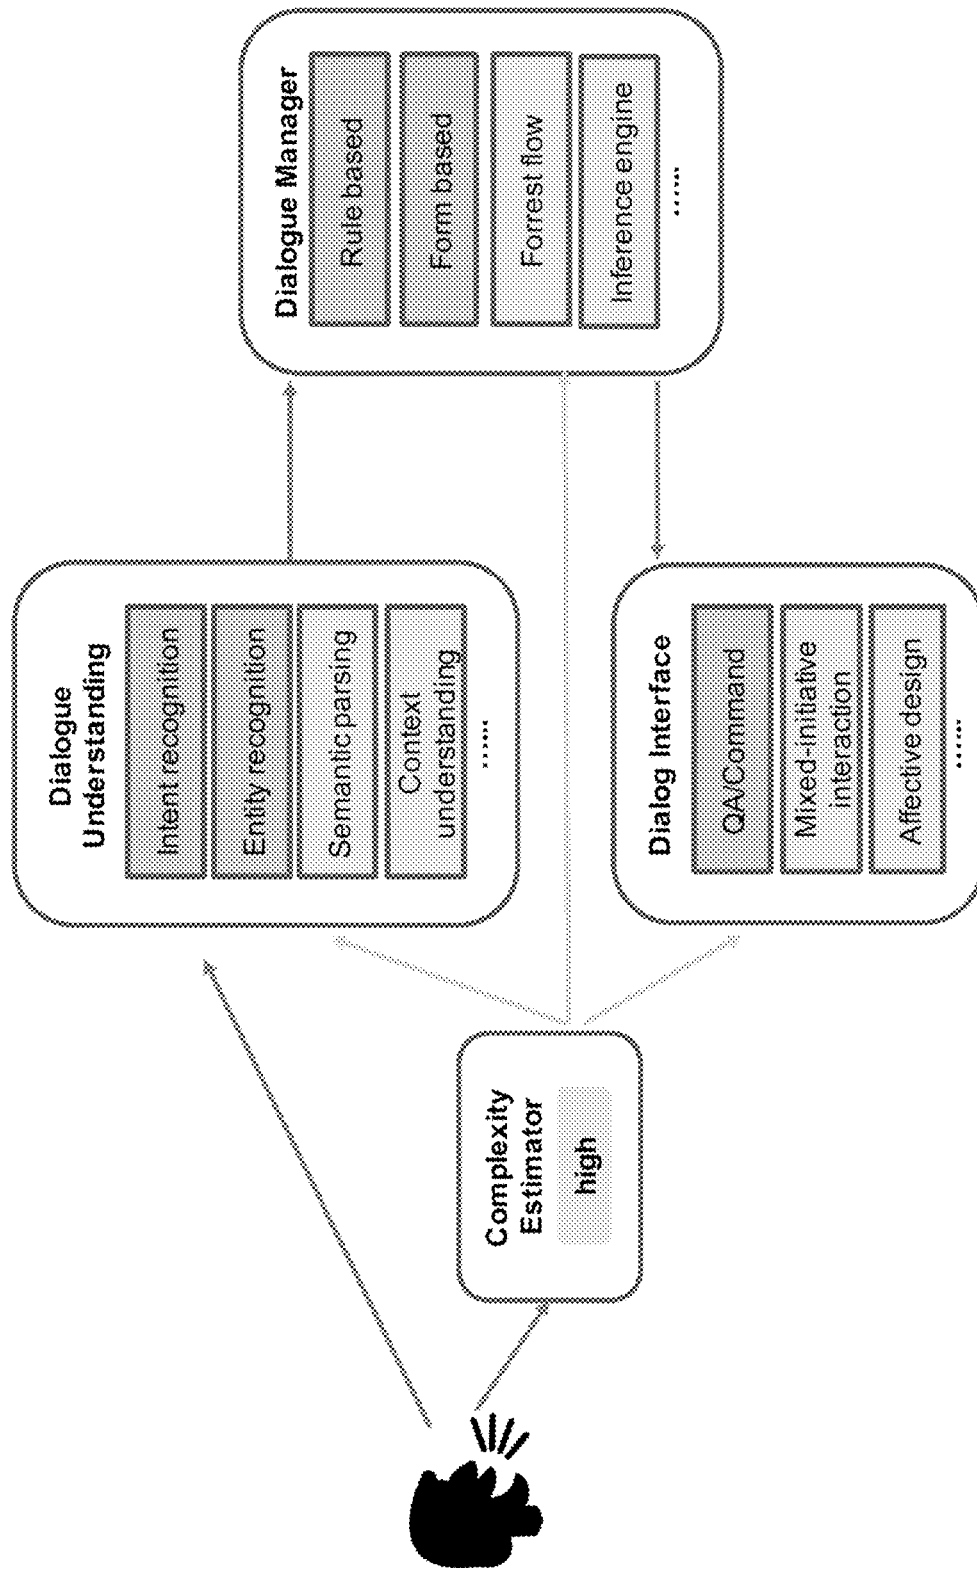 Dialogue
Understanding
Intent recognition
Entity recognition
Semantic parsing
Context
understanding
......
Dialogue Manager
Rule based
Form based
Forrest flow
Inference engine
......
Complexity
Estimator
high
Dialog Interface
QA/Command
Mixed-initiative
interaction
Affective design
......